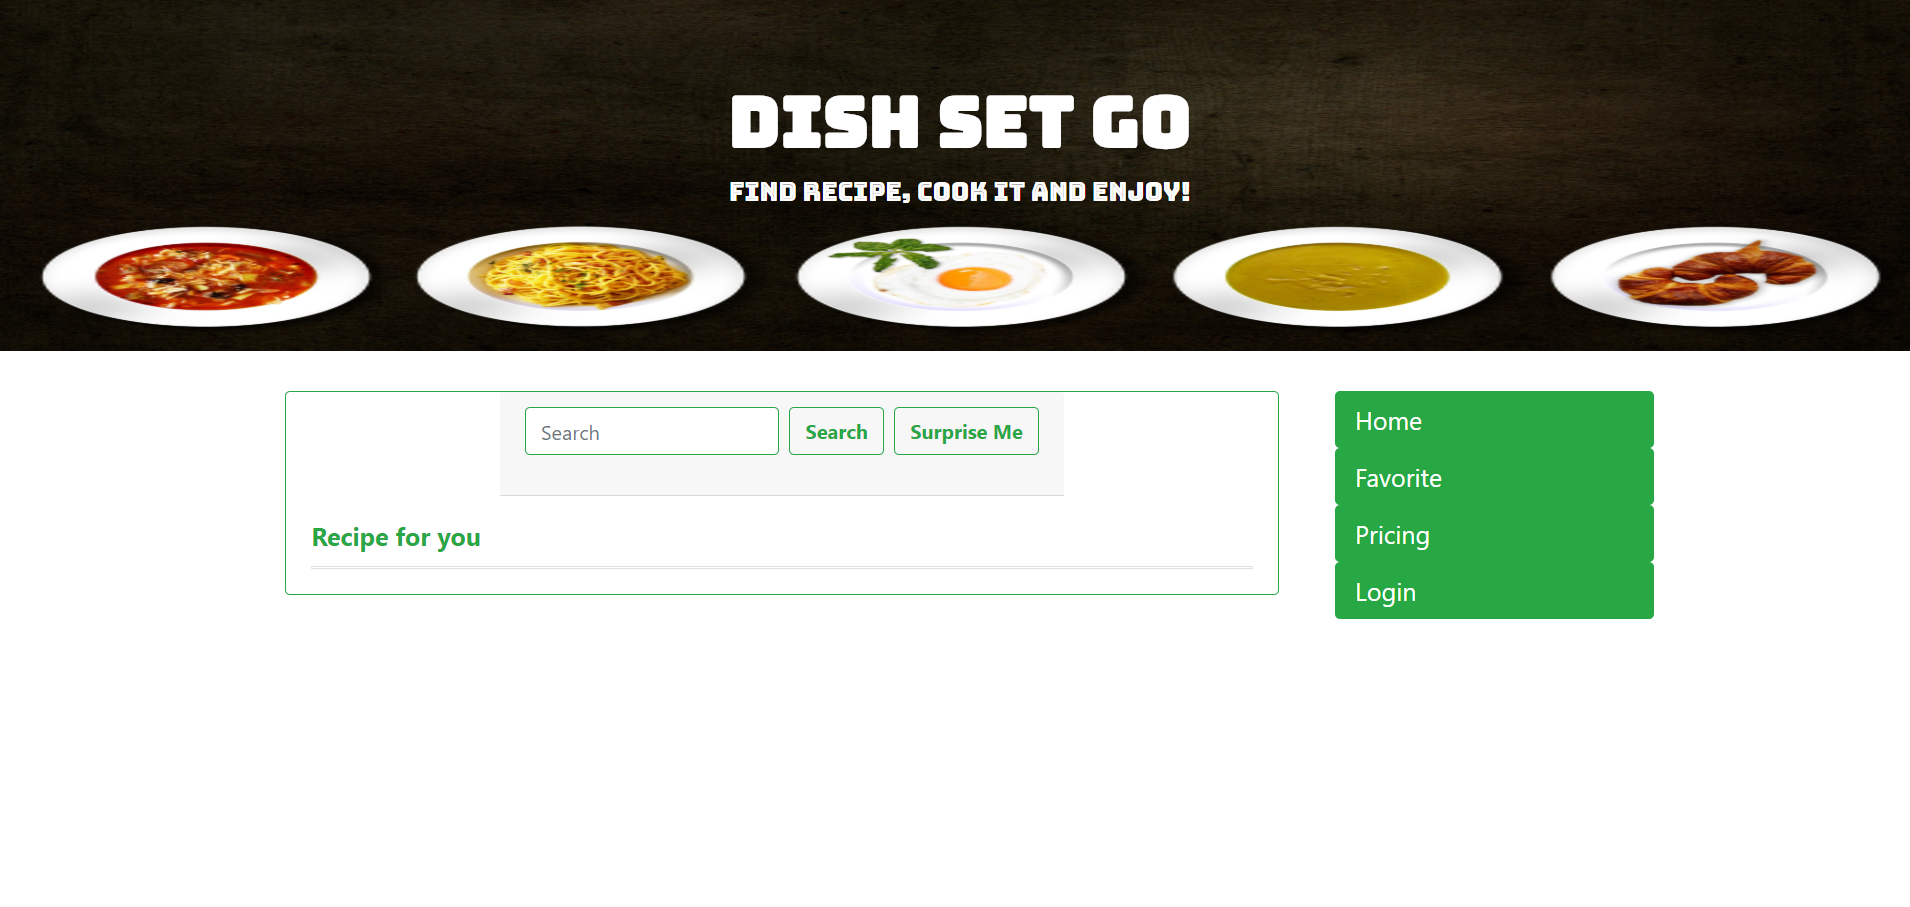 DISH SET GO
FIND RECIPE, COOK IT AND ENJOY!
Search Search Surprise Me
Recipe for you
Home
Favorite
Pricing
Login